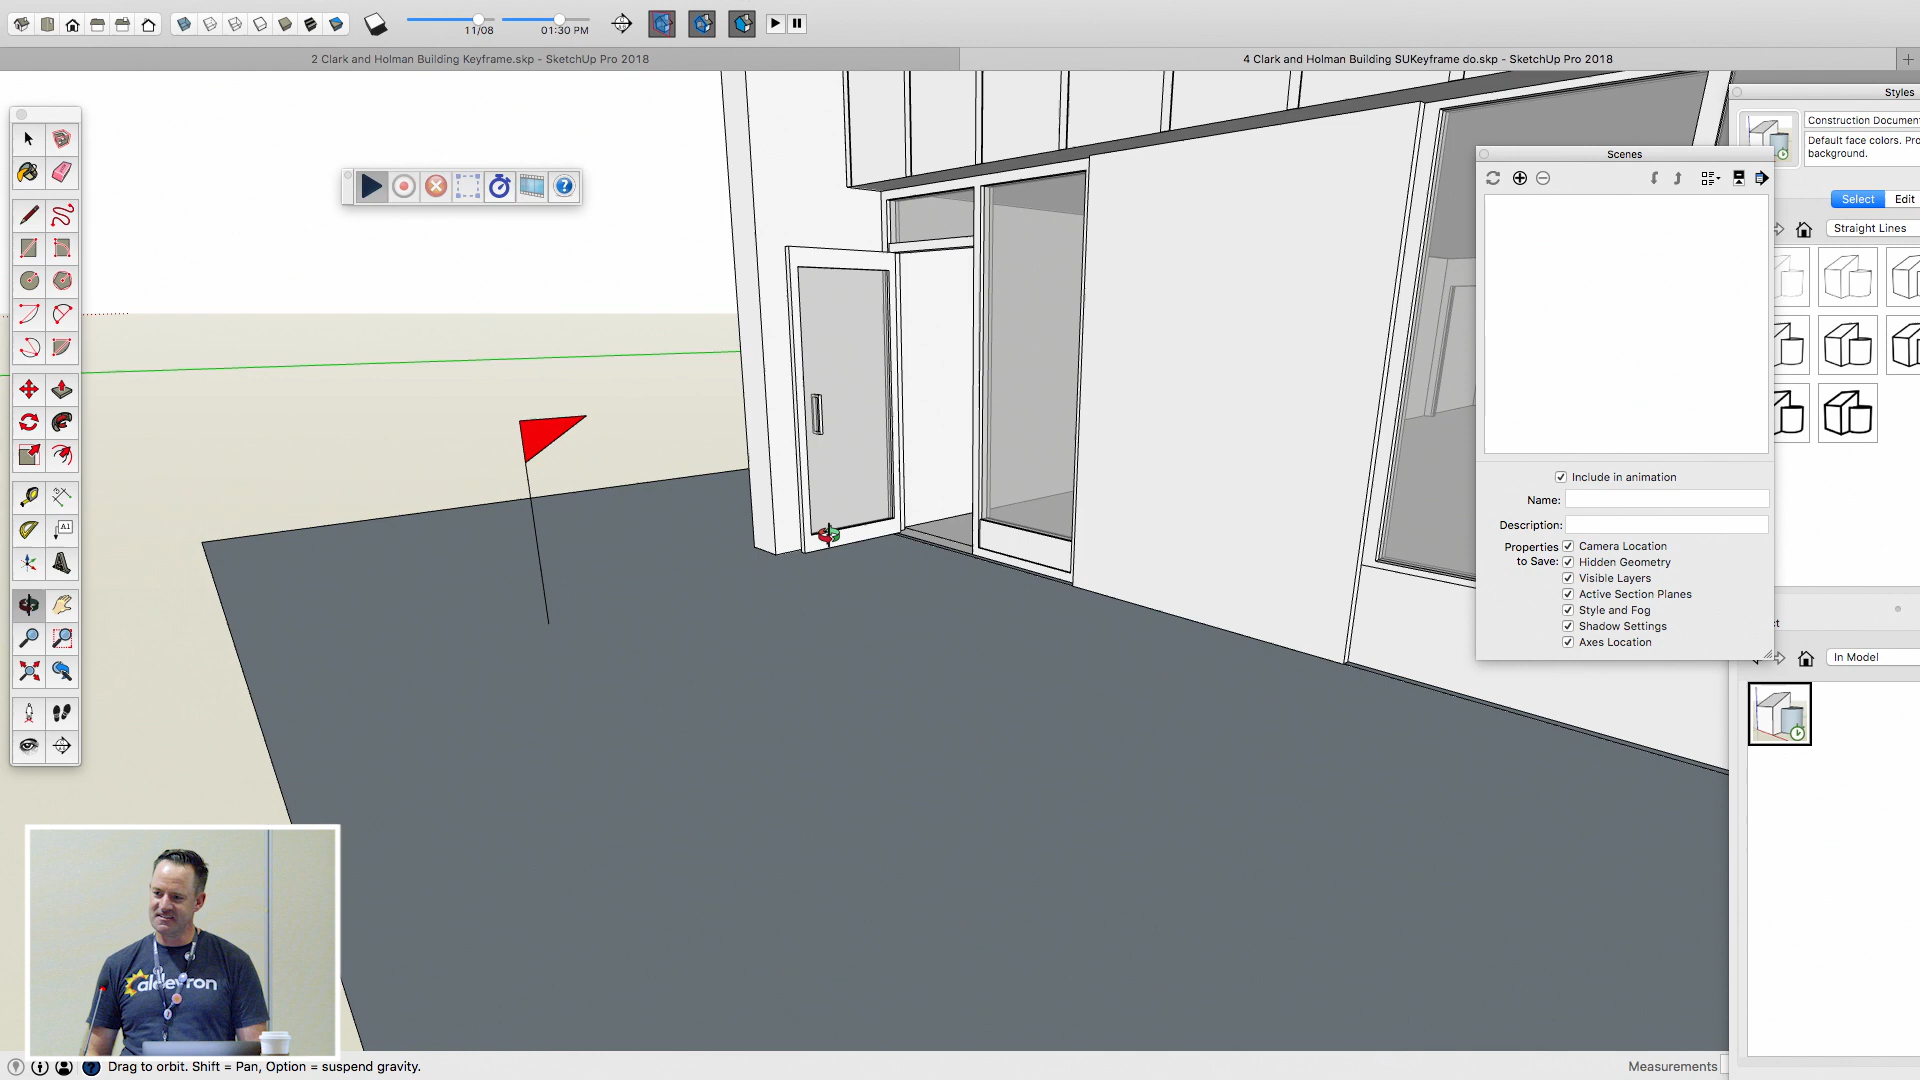 11/08
01:30 PM
2 Clark and Holman Building Keyframe.skp - SketchUp Pro 2018
4 Clark and Holman Building SUKeyframe do.skp - SketchUp Pro 2018
Styles
Construction Documen
Default face colors. Pro
background.
Select
Edit
Straight Lines
Scenes
Include in animation
Name:
Description:
Properties
to Save:
Camera Location
Hidden Geometry
Visible Layers
Active Section Planes
Style and Fog
Shadow Settings
Axes Location
ct
In Model
A1
aldeyron
Drag to orbit. Shift = Pan, Option = suspend gravity.
Measurements